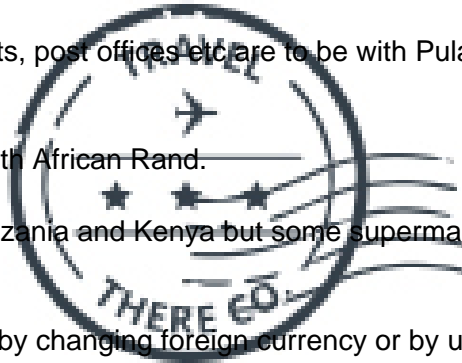 ts, post offices etc are to be with Pula
TRAVEL
th African Rand.
zania and Kenya but some superma
THERE CO.
by changing foreign currency or by u